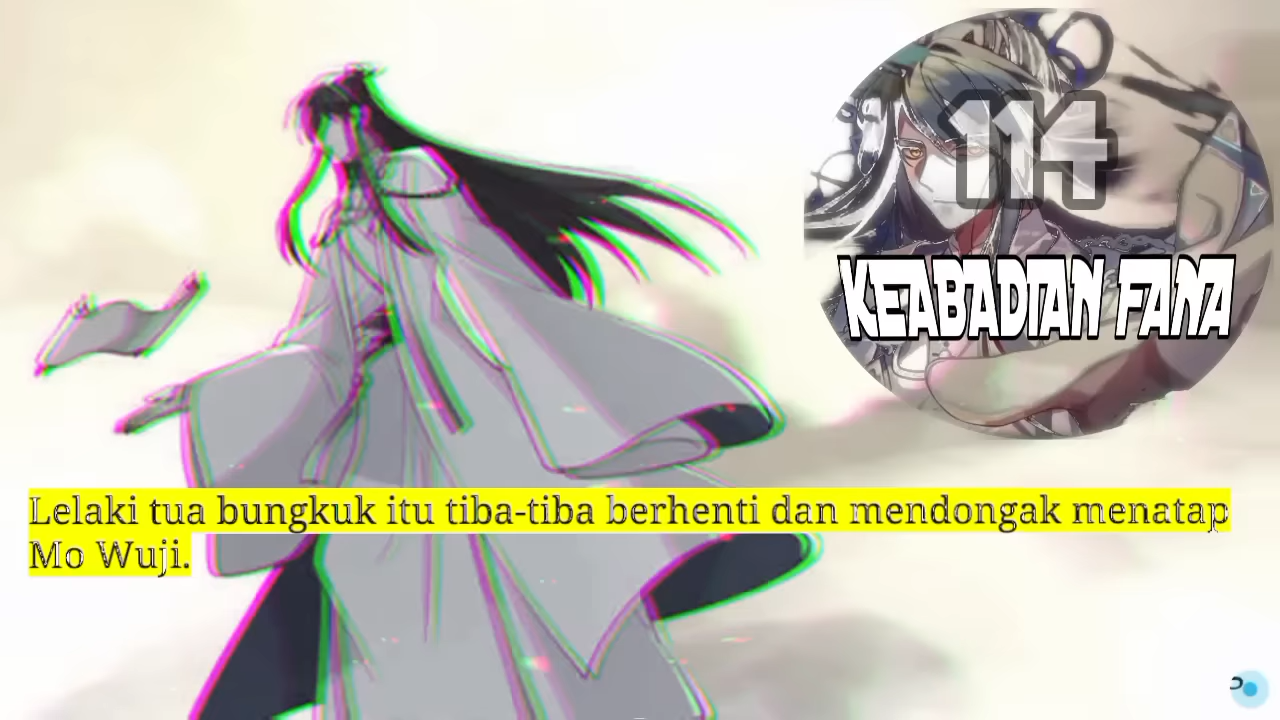 114
KEABADIAN FANA
Lelaki tua bungkuk itu tiba-tiba berhenti dan mendongak menatap
Mo Wuji.